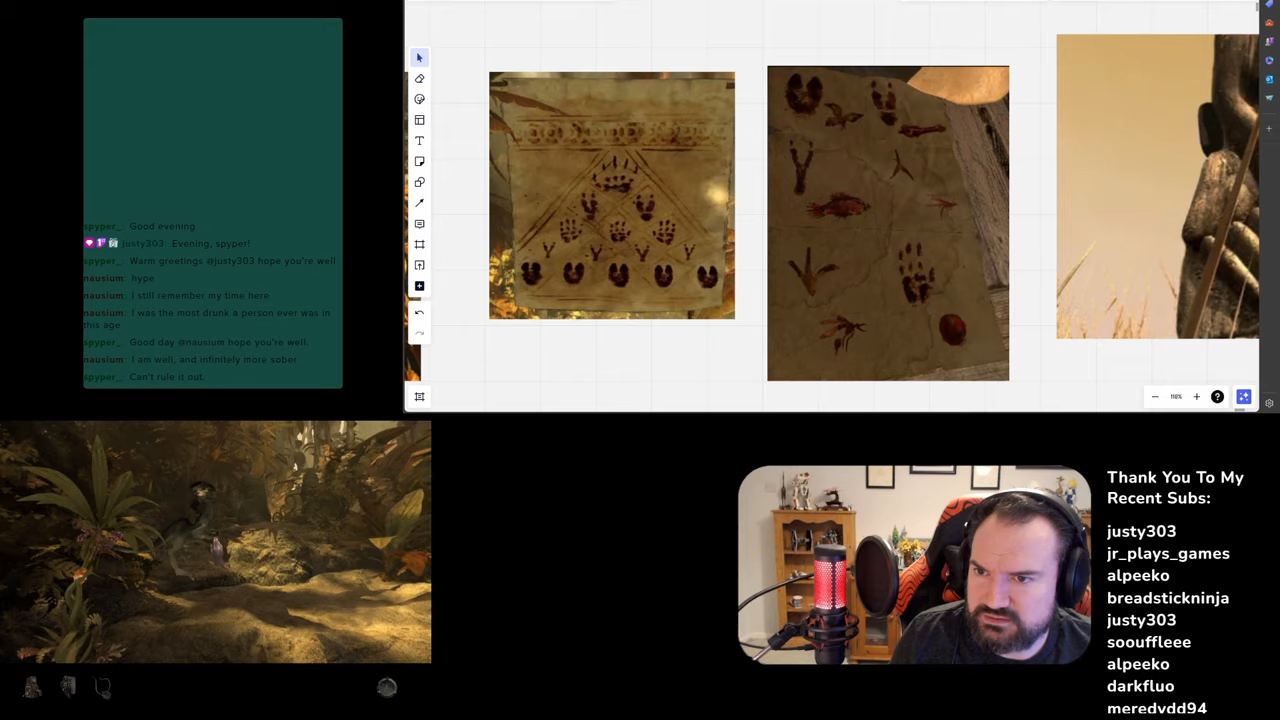 spyper_: Good evening
justy303 Evening, spyper!
spyper_: Warm greetings @justy303 hope you're well
nausium: hype
nausium: I still remember my time here
nausium: I was the most drunk a person ever was in
this age
spyper_: Good day @nausium hope you're well.
nausium: I am well, and infinitely more sober
spyper_: Can't rule it out.
110%
Thank You To My
Recent Subs:
justy303
jr_plays_games
alpeeko
breadstickninja
justy303
sooufleee
alpeeko
darkfluo
meredydd94